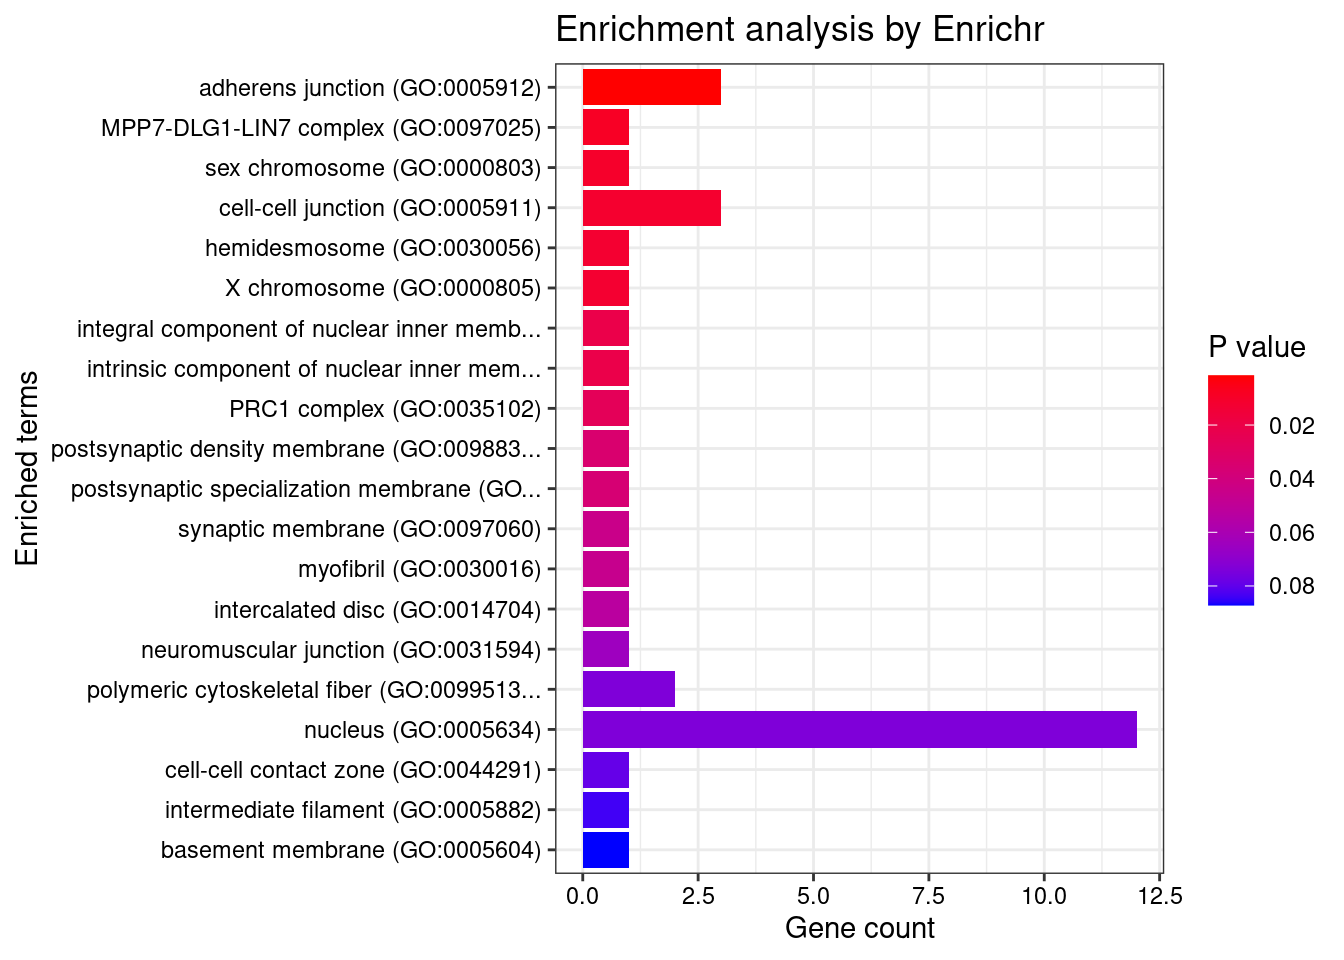 Enrichment analysis by Enrichr
adherens junction (GO:0005912)
MPP7-DLG1-LIN7 complex (GO:0097025)
sex chromosome (GO:0000803)
cell-cell junction (GO:0005911)
hemidesmosome (GO:0030056)
X chromosome (GO:0000805)
integral component of nuclear inner memb...
intrinsic component of nuclear inner mem...
PRC1 complex (GO:0035102)
postsynaptic density membrane (GO:009883...
postsynaptic specialization membrane (GO...
synaptic membrane (GO:0097060)
myofibril (GO:0030016)
intercalated disc (GO:0014704)
neuromuscular junction (GO:0031594)
polymeric cytoskeletal fiber (GO:0099513...
nucleus (GO:0005634)
cell-cell contact zone (GO:0044291)
intermediate filament (GO:0005882)
basement membrane (GO:0005604)
Enriched terms
0.0 2.5 5.0 7.5 10.0 12.5
Gene count
P value
0.02
0.04
0.06
0.08